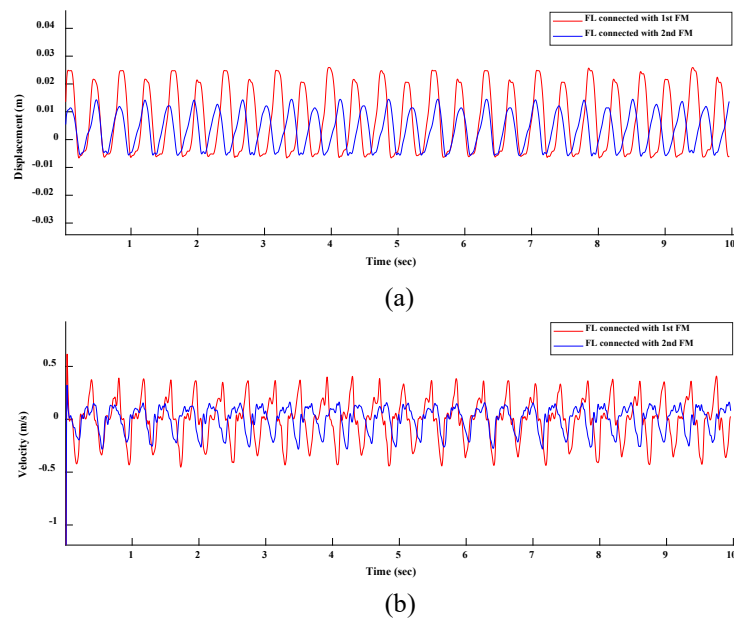 FL connected with 1st FM
FL connected with 2nd FM
0.04
0.03
0.02
0.01
0
-0.01
-0.02
-0.03
Displacement (m)
1 2 3 4 5 6 7 8 9 10
Time (sec)
(a)
FL connected with 1st FM
FL connected with 2nd FM
0.5
0
-0.5
-1
Velocity (m/s)
1 2 3 4 5 6 7 8 9 10
Time (sec)
(b)